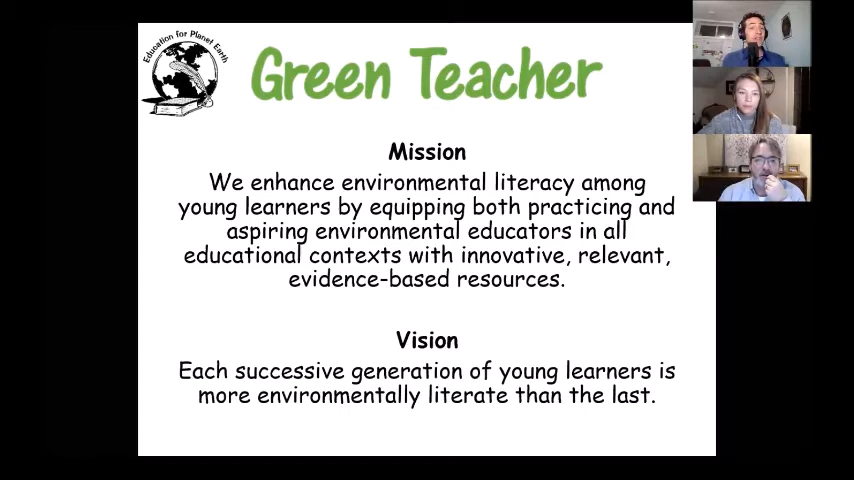 Education for Planet Earth
Green Teacher
Mission
We enhance environmental literacy among
young learners by equipping both practicing and
aspiring environmental educators in all
educational contexts with innovative, relevant,
evidence-based resources.
Vision
Each successive generation of young learners is
more environmentally literate than the last.